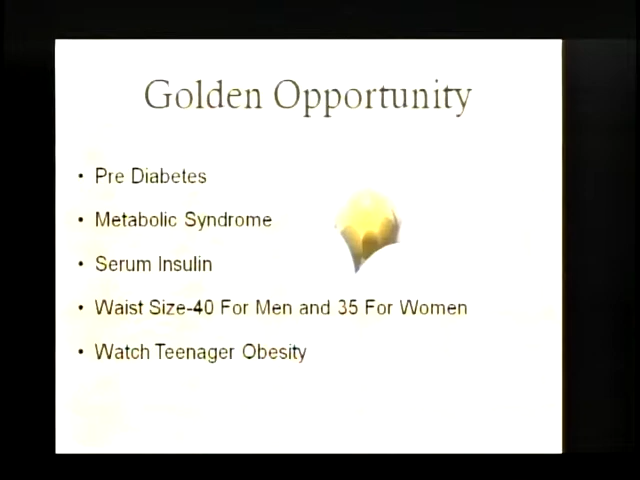 Golden Opportunity
• Pre Diabetes
• Metabolic Syndrome
• Serum Insulin
• Waist Size-40 For Men and 35 For Women
• Watch Teenager Obesity